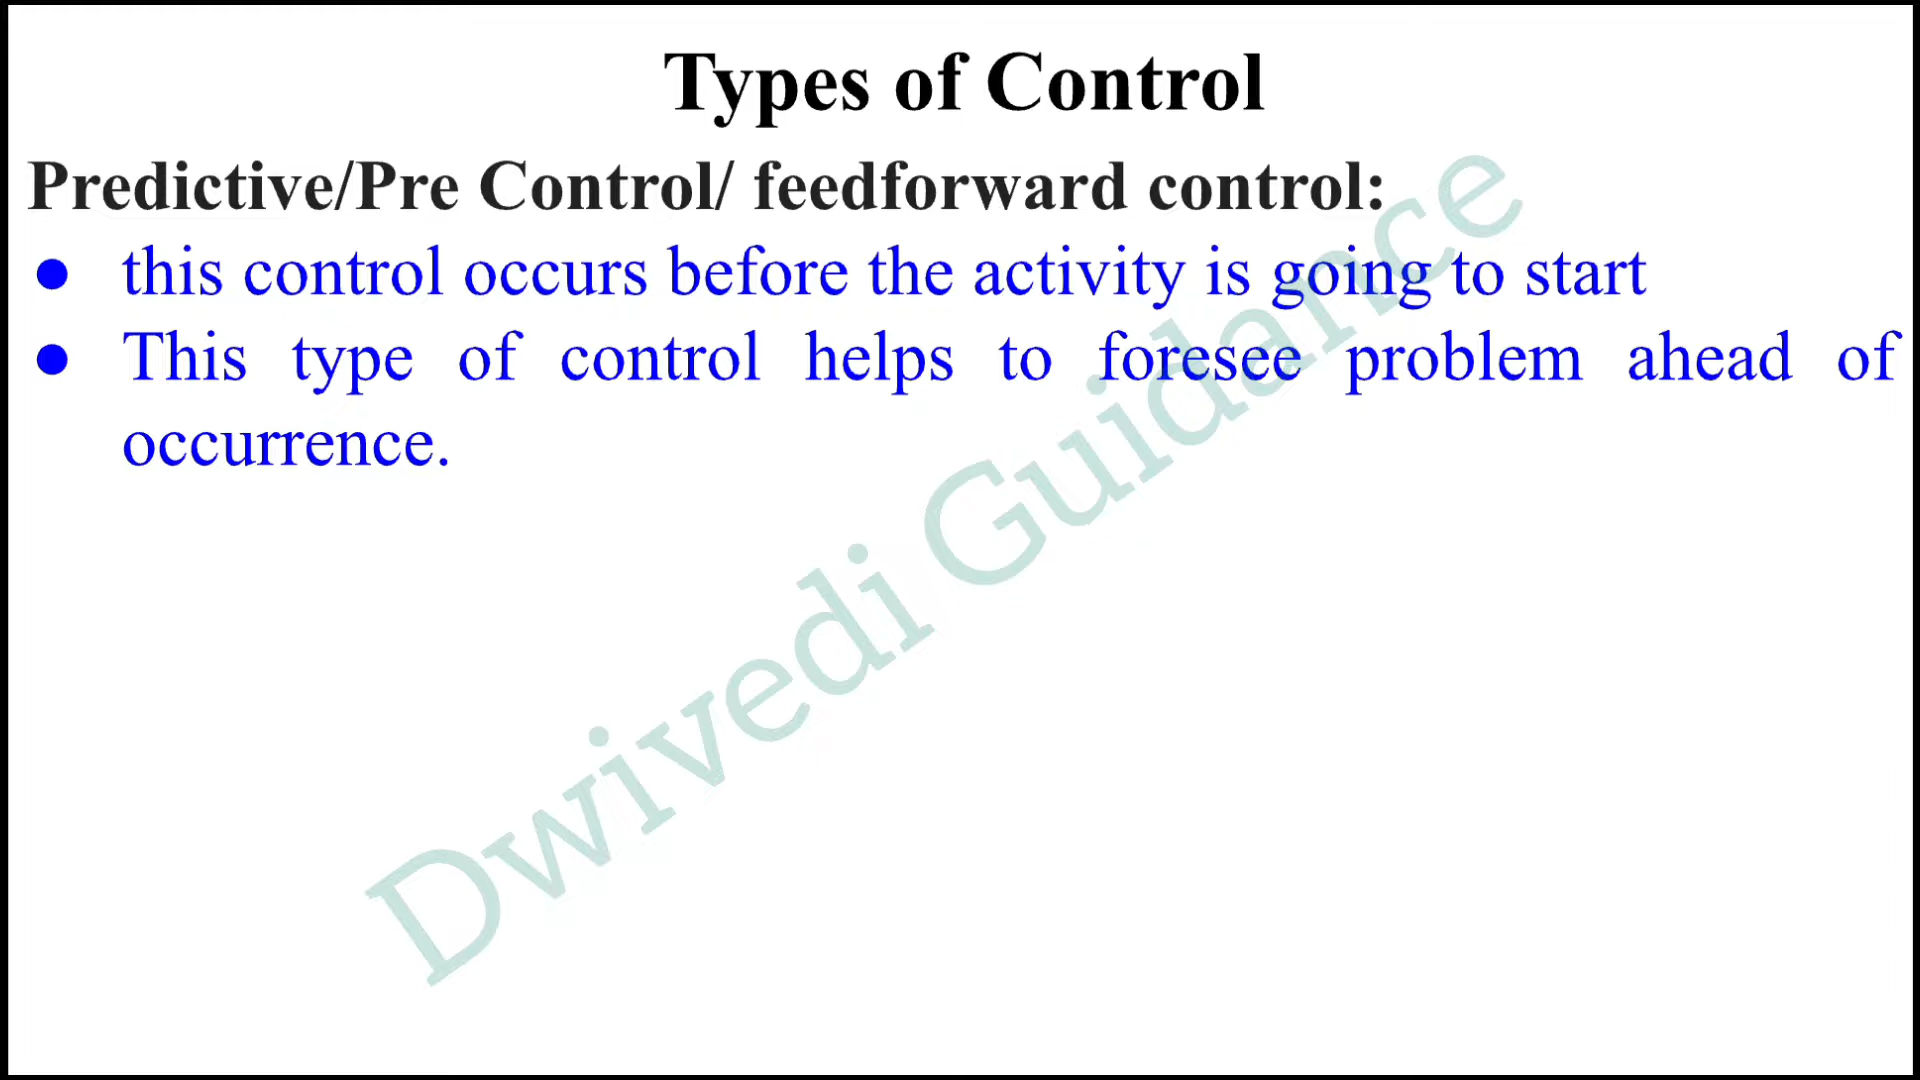 Types of Control
Predictive/Pre Control/ feedforward control:
● this control occurs before the activity is going to start
● This type of control helps to foresee problem ahead of
occurrence.
Dwivedi Guidance